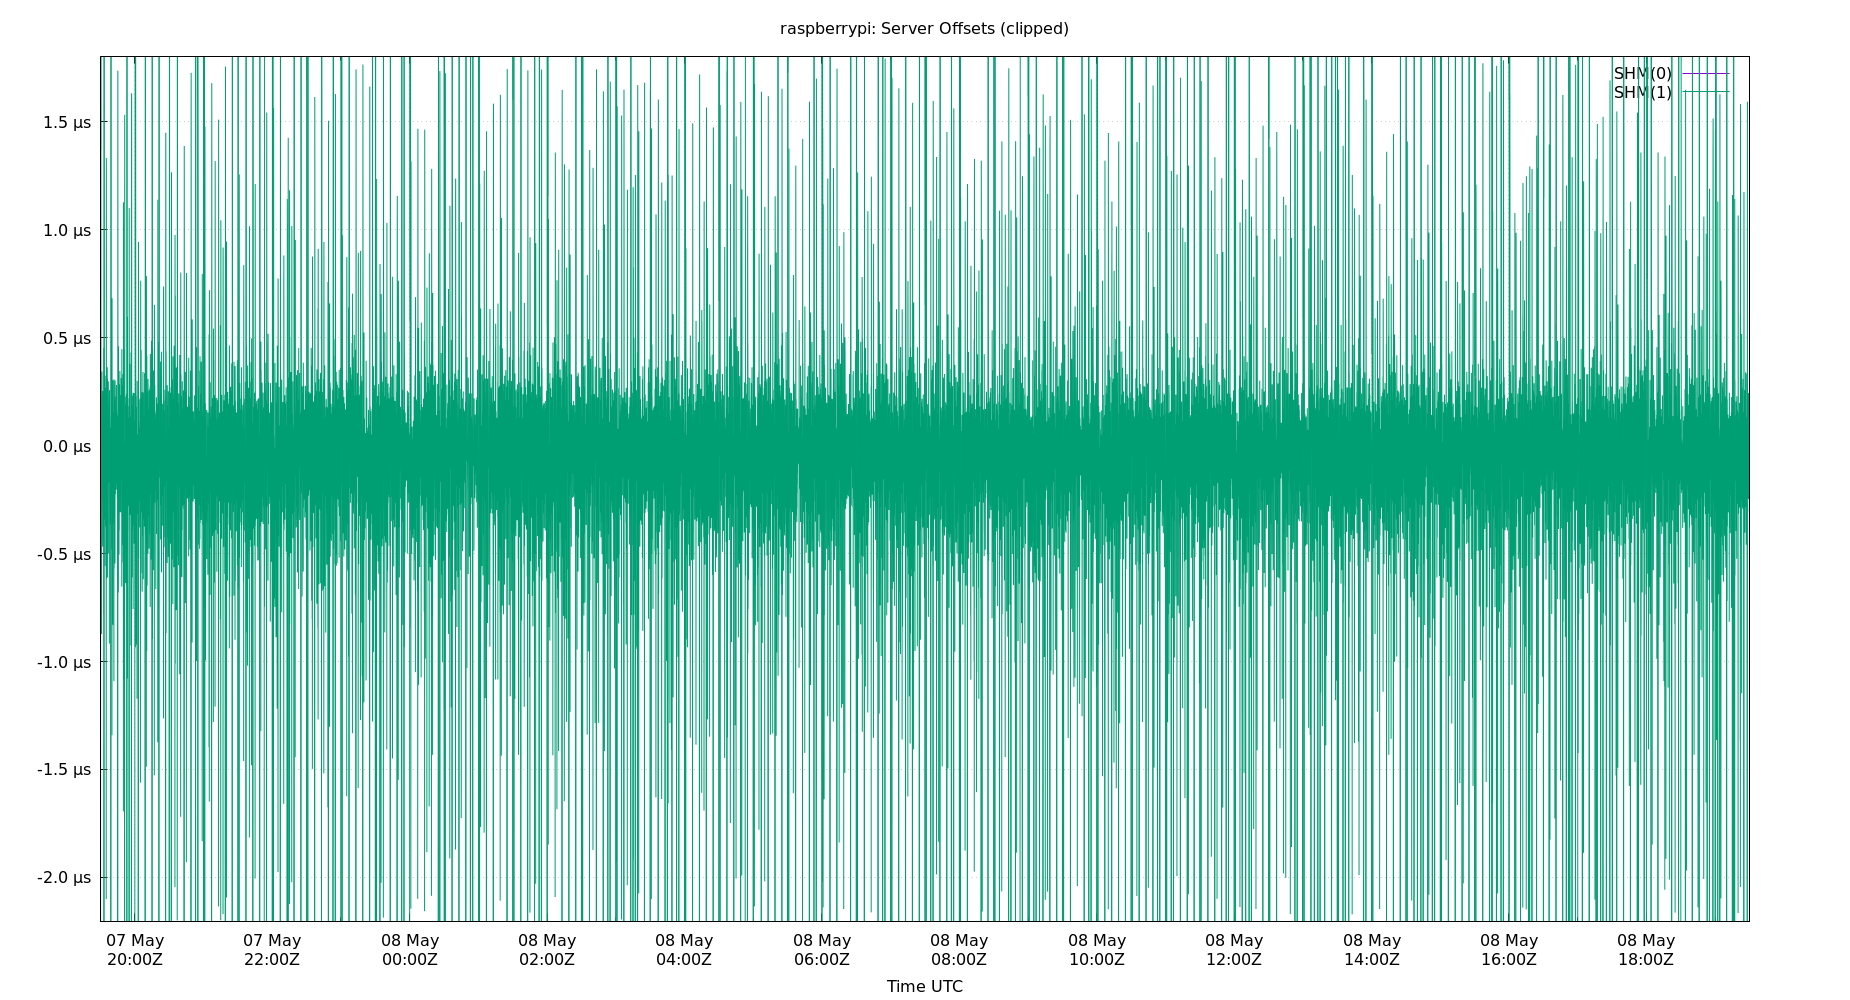 raspberrypi: Server Offsets (clipped)
SHM(0)
SHM(1)
1.5 µs
1.0 µs
0.5 µs
0.0 µs
-0.5 µs
-1.0 µs
-1.5 µs
-2.0 µs
07 May 07 May 08 May 08 May 08 May 08 May 08 May 08 May 08 May 08 May 08 May 08 May
20:00Z 22:00Z 00:00Z 02:00Z 04:00Z 06:00Z 08:00Z 10:00Z 12:00Z 14:00Z 16:00Z 18:00Z
Time UTC